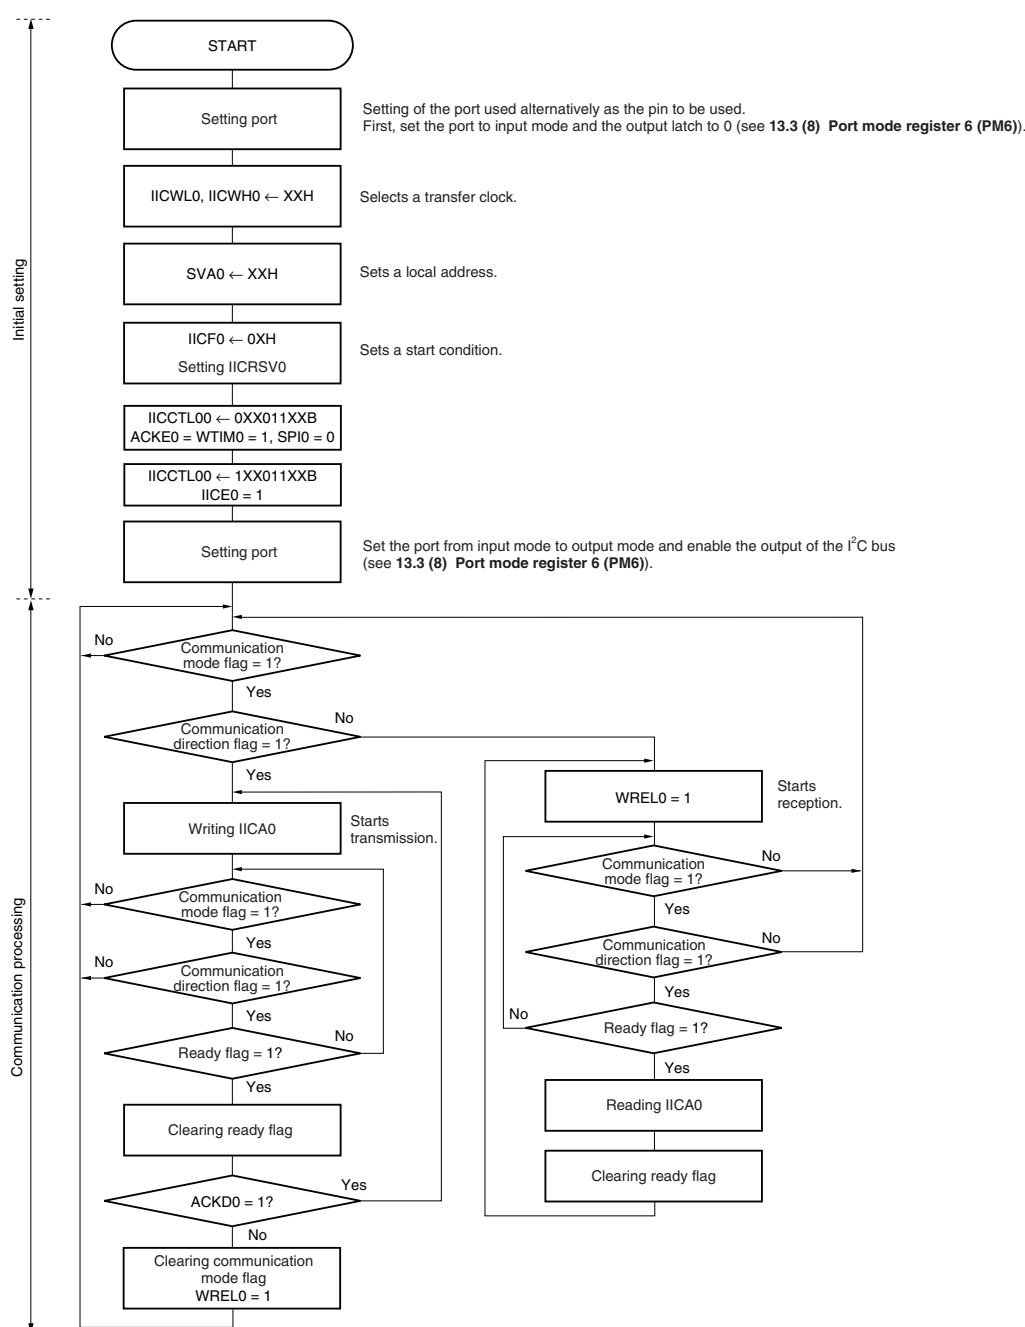 START
Setting port
Setting of the port used alternatively as the pin to be used.
First, set the port to input mode and the output latch to 0 (see 13.3 (8) Port mode register 6 (PM6)).
IICWL0, IICWH0 ← XXH
Selects a transfer clock.
SVA0 ← XXH
Sets a local address.
Initial setting
IICF0 ← 0XH
Setting IICRSV0
Sets a start condition.
IICCTL00 ← 0XX011XXB
ACKE0 = WTIM0 = 1, SPI0 = 0
IICCTL00 ← 1XX011XXB
IICE0 = 1
Setting port
Set the port from input mode to output mode and enable the output of the I²C bus
(see 13.3 (8) Port mode register 6 (PM6)).
No
Communication
mode flag = 1?
Yes
No
Communication
direction flag = 1?
Yes
Writing IICA0
Starts
transmission.
No
Communication
mode flag = 1?
Yes
No
Communication
direction flag = 1?
Yes
No
Ready flag = 1?
Yes
Clearing ready flag
Yes
ACKD0 = 1?
No
Clearing communication
mode flag
WREL0 = 1
Communication processing
WREL0 = 1
Starts
reception.
No
Communication
mode flag = 1?
Yes
No
Communication
direction flag = 1?
Yes
No
Ready flag = 1?
Yes
Reading IICA0
Clearing ready flag